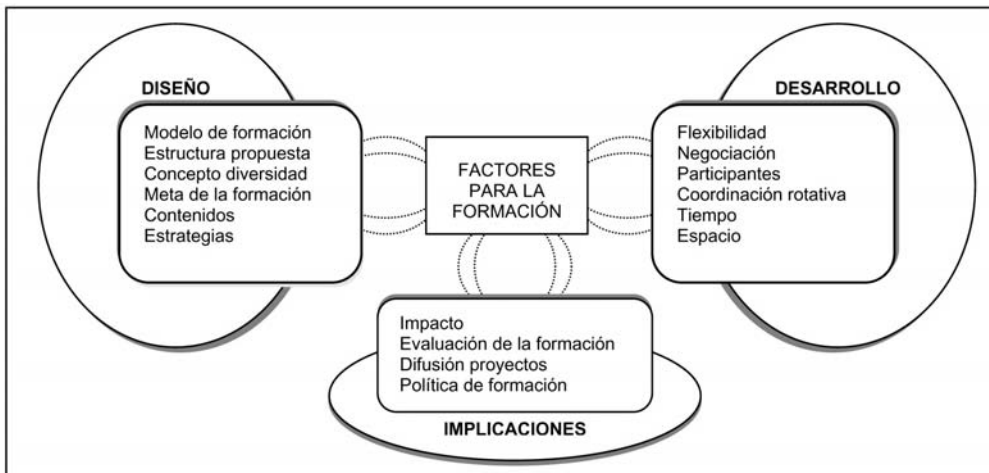 DISEÑO
Modelo de formación
Estructura propuesta
Concepto diversidad
Meta de la formación
Contenidos
Estrategias
FACTORES
PARA LA
FORMACIÓN
DESARROLLO
Flexibilidad
Negociación
Participantes
Coordinación rotativa
Tiempo
Espacio
Impacto
Evaluación de la formación
Difusión proyectos
Política de formación
IMPLICACIONES